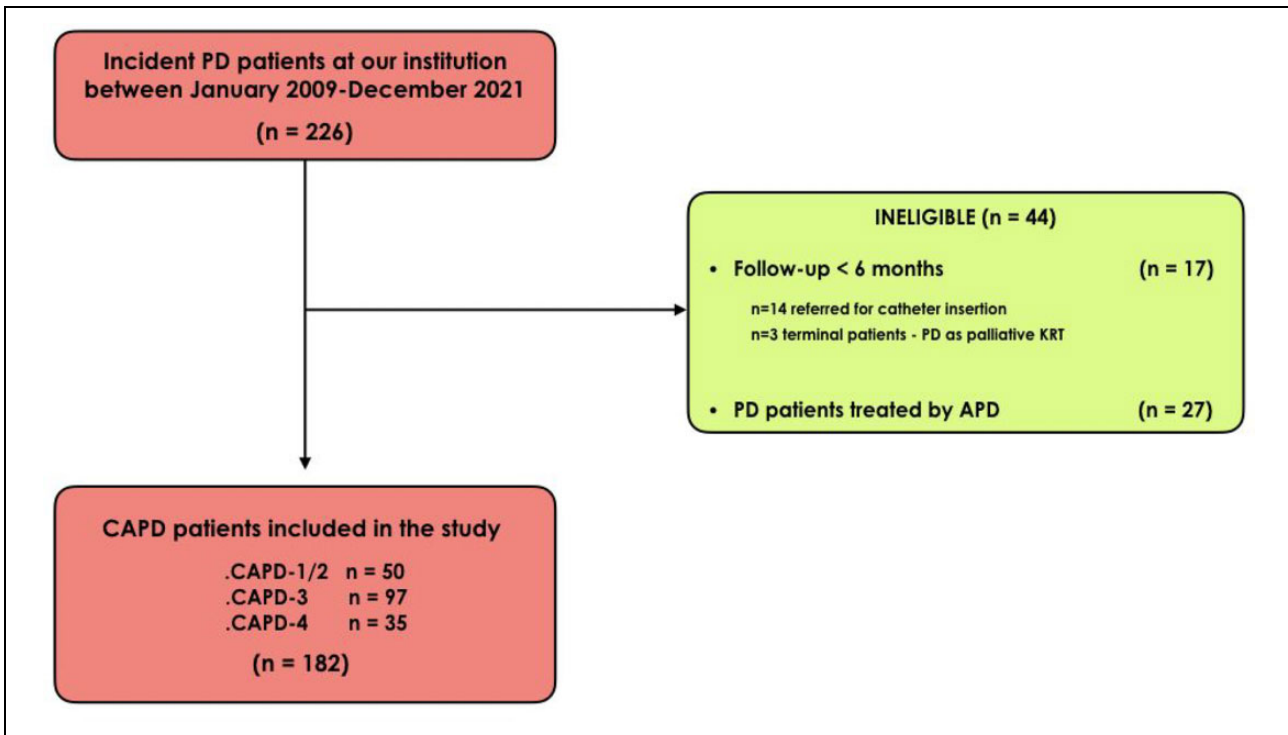 Incident PD patients at our institution
between January 2009-December 2021
(n = 226)
INELIGIBLE (n = 44)
• Follow-up < 6 months (n = 17)
n=14 referred for catheter insertion
n=3 terminal patients - PD as palliative KRT
• PD patients treated by APD (n = 27)
CAPD patients included in the study
.CAPD-1/2 n = 50
.CAPD-3 n = 97
.CAPD-4 n = 35
(n = 182)